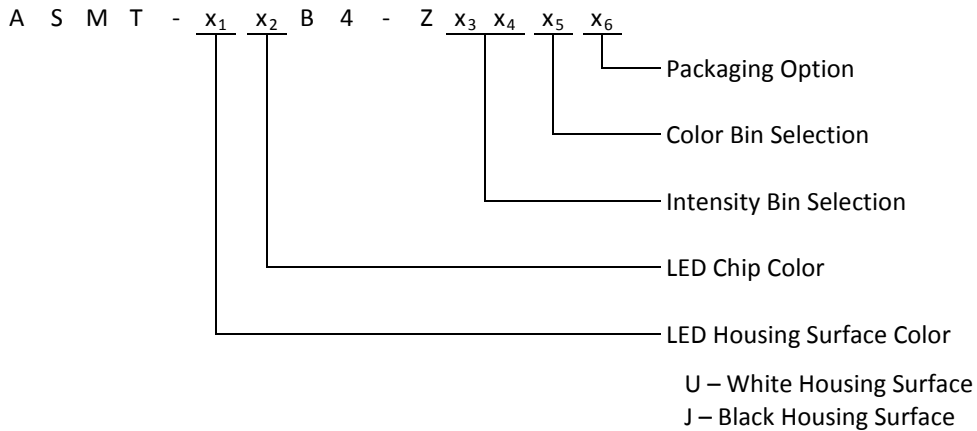 A S M T - x₁ x₂ B 4 - Z x₃ x₄ x₅ x₆
Packaging Option
Color Bin Selection
Intensity Bin Selection
LED Chip Color
LED Housing Surface Color
U – White Housing Surface
J – Black Housing Surface